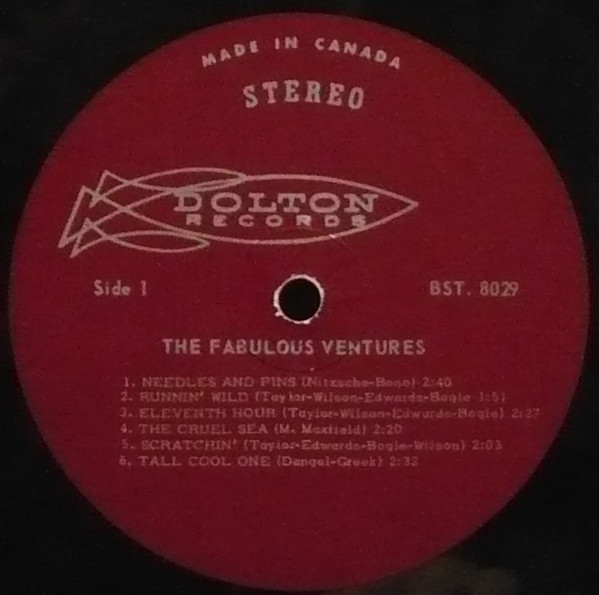 MADE IN CANADA
STEREO
DOLTON
RECORDS
Side 1
BST. 8029
THE FABULOUS VENTURES
1. NEEDLES AND PINS (Nitzsche-Bono) 2:40
2. RUNNIN' WILD (Taylor-Wilson-Edwards-Bogle 1:51
3. ELEVENTH HOUR (Taylor-Wilson-Edwards-Bogle) 2:27
4. THE CRUEL SEA (M. Maxfield) 2:20
5. SCRATCHIN' (Taylor-Edwards-Bogle-Wilson) 2:03
6. TALL COOL ONE (Dangel-Greek) 2:32